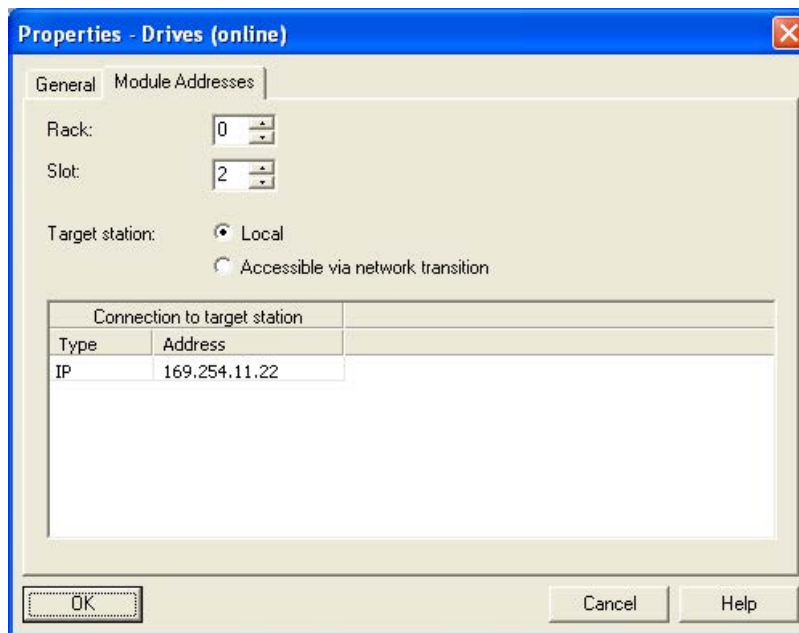 Properties - Drives (online)
General Module Addresses
Rack: 0
Slot: 2
Target station: Local
Accessible via network transition
Connection to target station
Type Address
IP 169.254.11.22
OK Cancel Help